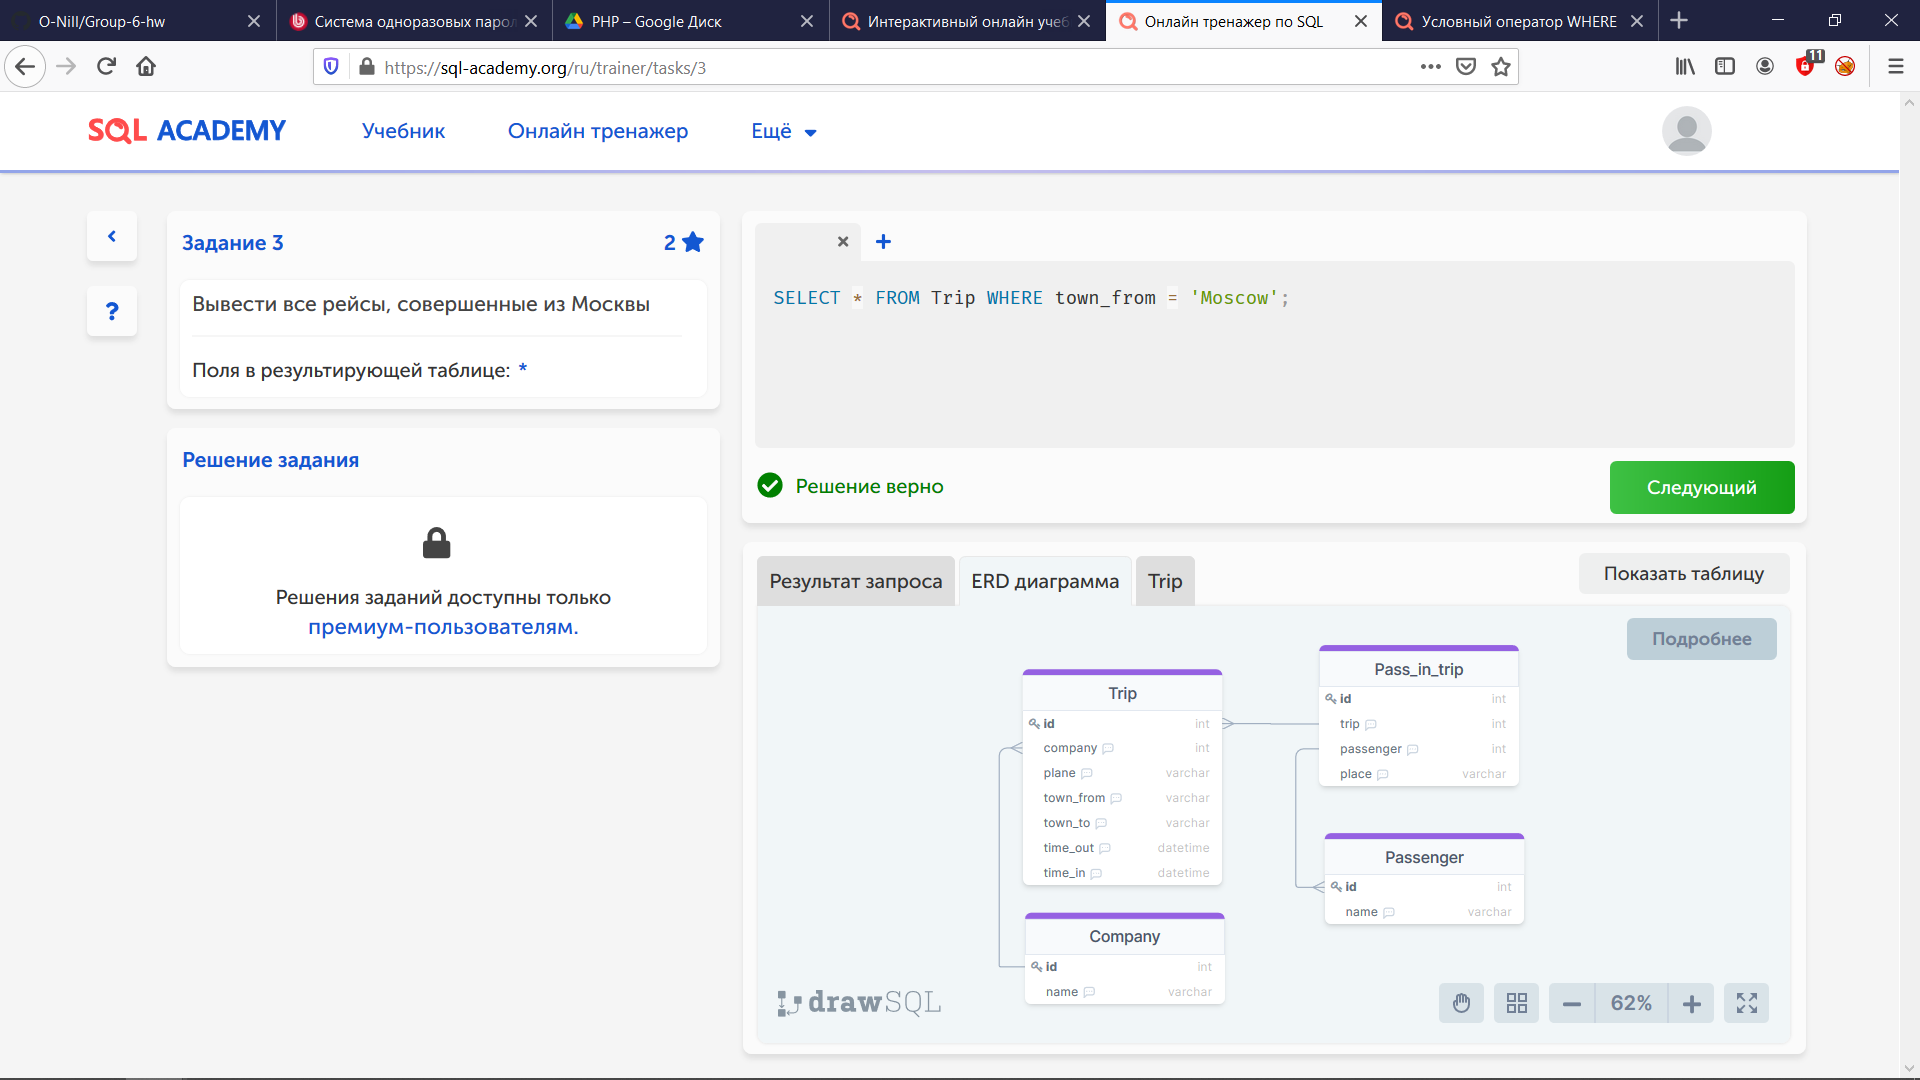 O-Nill/Group-6-hw
Система одноразовых парол
PHP – Google Диск
Интерактивный онлайн учеб
Онлайн тренажер по SQL
Условный оператор WHERE
https://sql-academy.org/ru/trainer/tasks/3
11
SQL ACADEMY
Учебник
Онлайн тренажер
Ещё
Задание 3
2
Вывести все рейсы, совершенные из Москвы
Поля в результирующей таблице: *
Решение задания
Решения заданий доступны только
премиум-пользователям.
SELECT * FROM Trip WHERE town_from = 'Moscow';
Решение верно
Следующий
Результат запроса
ERD диаграмма
Trip
Показать таблицу
Подробнее
Trip
id int
company int
plane varchar
town_from varchar
town_to varchar
time_out datetime
time_in datetime
Company
id int
name varchar
Pass_in_trip
id int
trip int
passenger int
place varchar
Passenger
id int
name varchar
drawSQL
62%